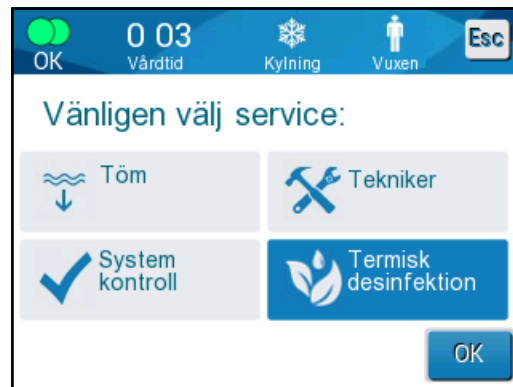 OK
0 03
Vårdtid
Kylning
Vuxen
Esc
Vänligen välj service:
Töm
Tekniker
System
kontroll
Termisk
desinfektion
OK